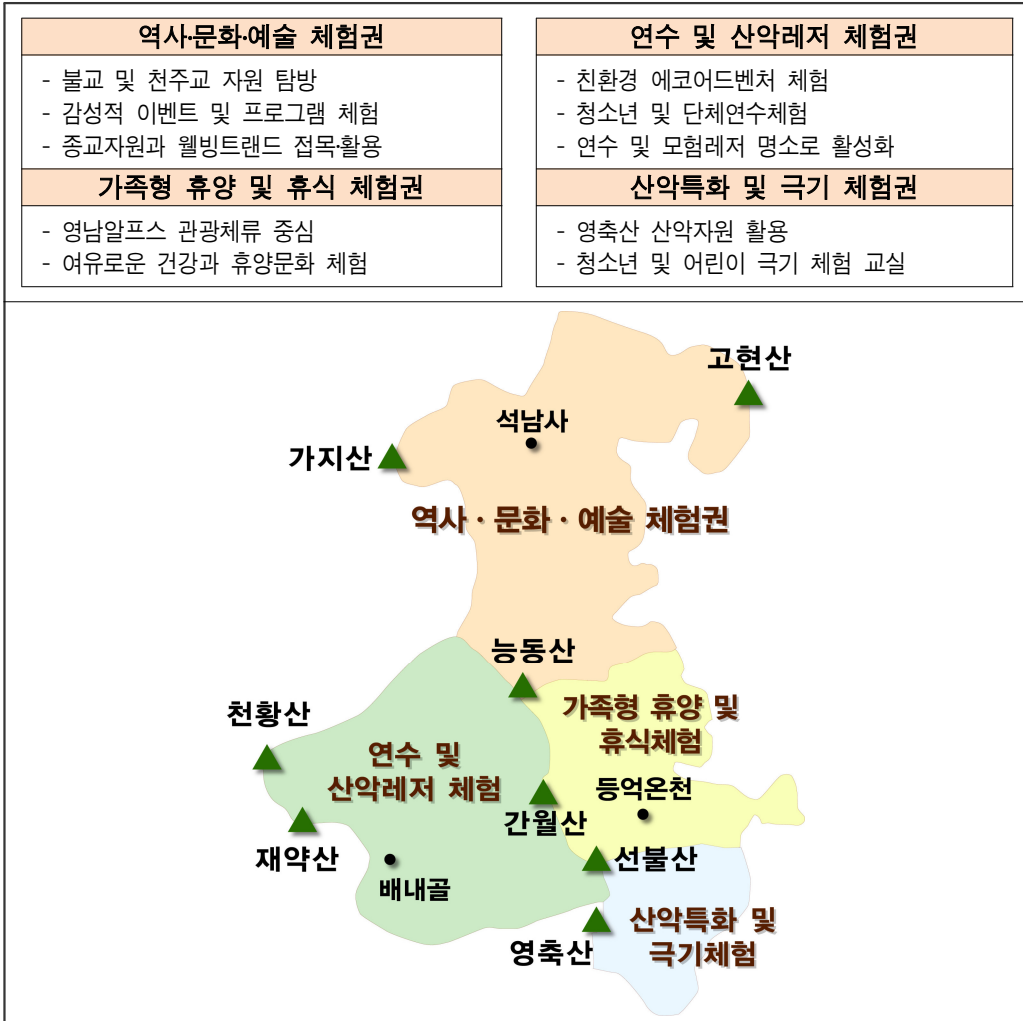 역사·문화·예술 체험권
- 불교 및 천주교 자원 탐방
- 감성적 이벤트 및 프로그램 체험
- 종교자원과 웰빙트랜드 접목·활용
가족형 휴양 및 휴식 체험권
- 영남알프스 관광체류 중심
- 여유로운 건강과 휴양문화 체험
연수 및 산악레저 체험권
- 친환경 에코어드벤처 체험
- 청소년 및 단체연수체험
- 연수 및 모험레저 명소로 활성화
산악특화 및 극기 체험권
- 영축산 산악자원 활용
- 청소년 및 어린이 극기 체험 교실
고헌산
석남사
가지산
역사 · 문화 · 예술 체험권
능동산
천황산
가족형 휴양 및
휴식체험
연수 및
산악레저 체험
등억온천
간월산
재약산
배내골
선불산
영축산
산악특화 및
극기체험